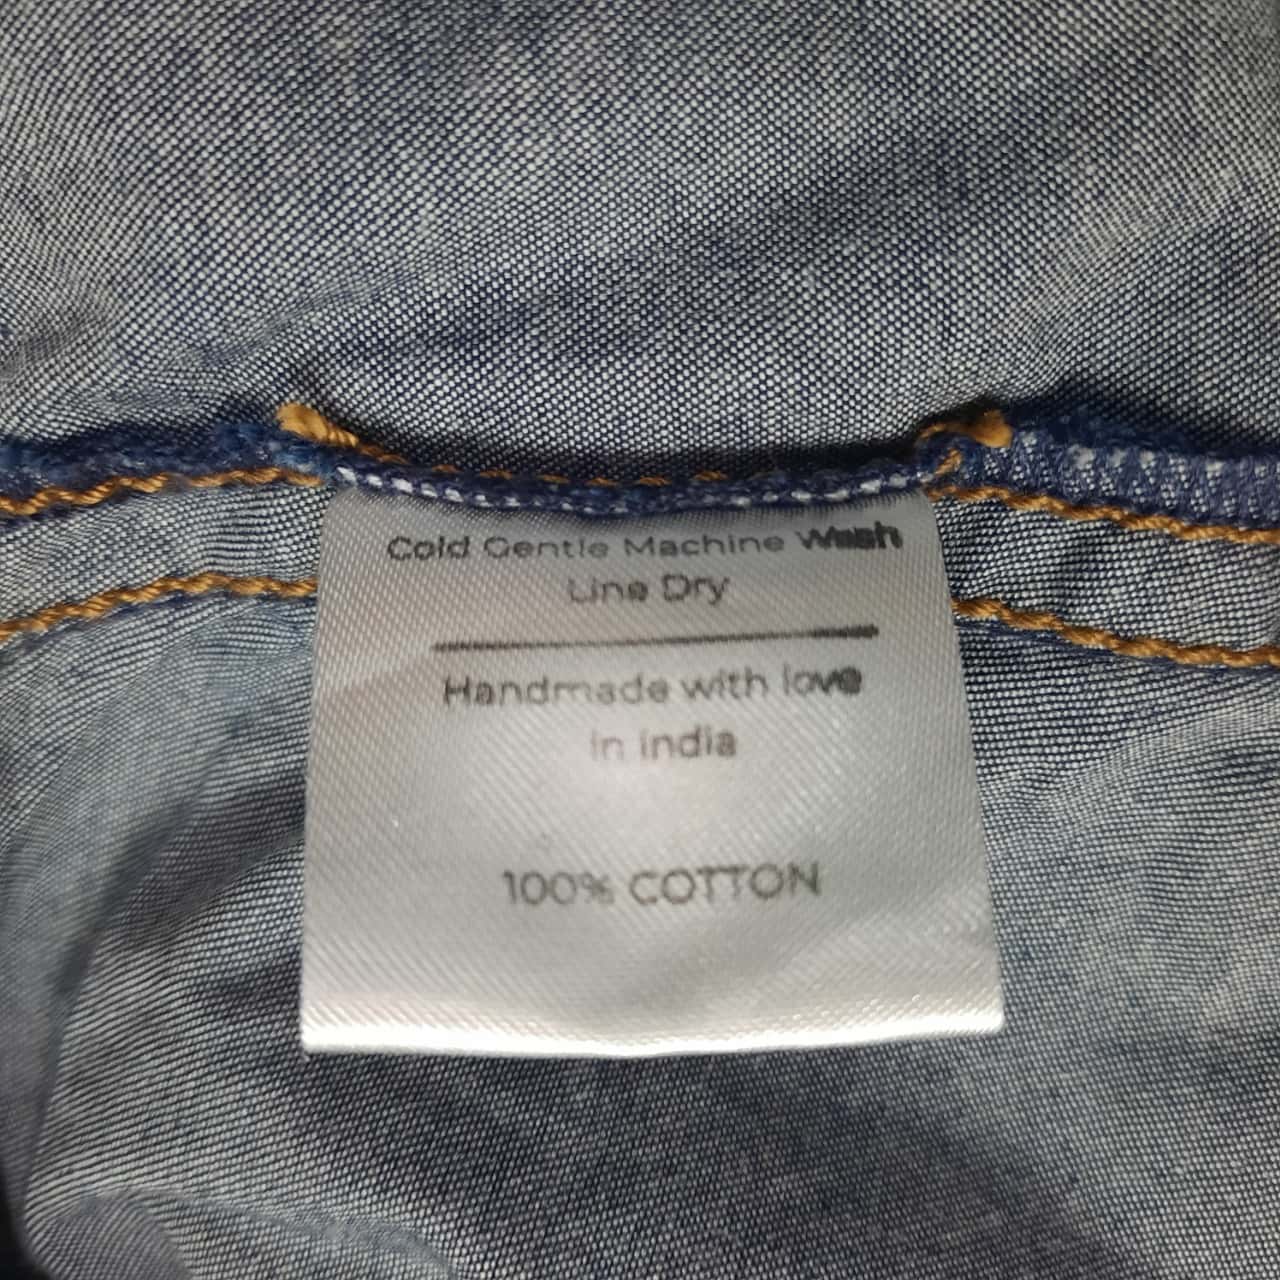 Cold Gentle Machine Wash
Line Dry
Handmade with love
in india
100% COTTON